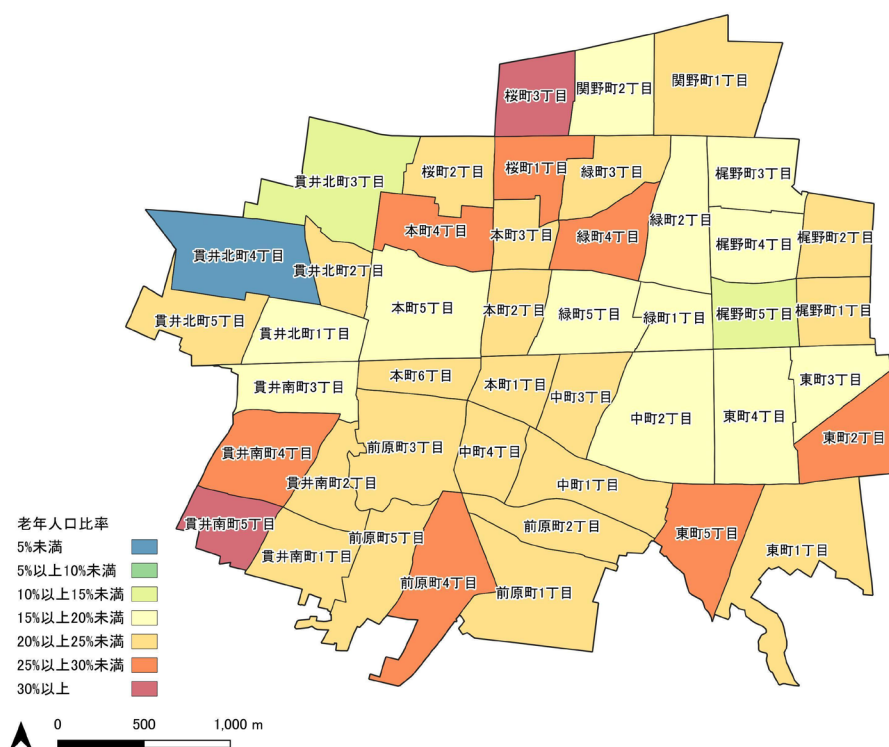 関野町1丁目
桜町3丁目
関野町2丁目
貫井北町3丁目
桜町2丁目
桜町1丁目
緑町3丁目
梶野町3丁目
本町4丁目
本町3丁目
緑町4丁目
緑町2丁目
梶野町4丁目
梶野町2丁目
貫井北町4丁目
貫井北町2丁目
貫井北町5丁目
貫井北町1丁目
本町5丁目
本町2丁目
緑町5丁目
緑町1丁目
梶野町5丁目
梶野町1丁目
貫井南町3丁目
本町6丁目
本町1丁目
中町3丁目
中町2丁目
東町4丁目
東町3丁目
東町2丁目
貫井南町4丁目
貫井南町2丁目
前原町3丁目
中町4丁目
中町1丁目
貫井南町5丁目
貫井南町1丁目
前原町5丁目
前原町2丁目
東町5丁目
東町1丁目
前原町4丁目
前原町1丁目
老年人口比率
5%未満
5%以上10%未満
10%以上15%未満
15%以上20%未満
20%以上25%未満
25%以上30%未満
30%以上
0 500 1,000 m